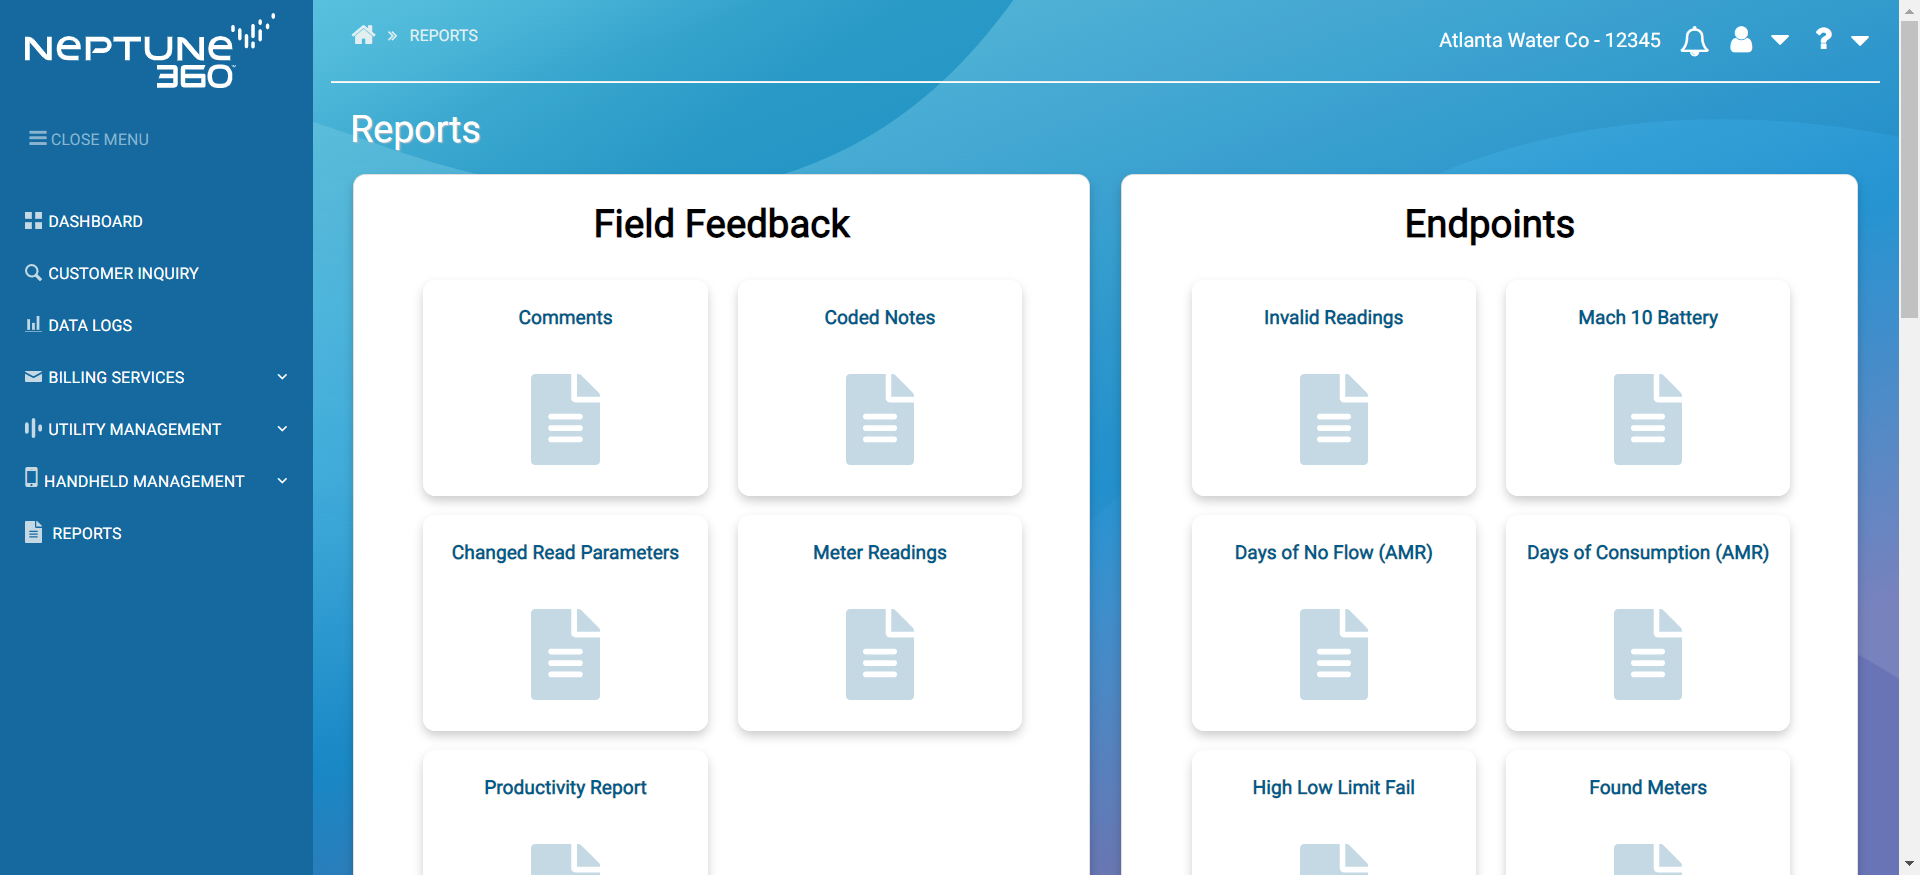 NEPTUNE
360™
CLOSE MENU
DASHBOARD
CUSTOMER INQUIRY
DATA LOGS
BILLING SERVICES
UTILITY MANAGEMENT
HANDHELD MANAGEMENT
REPORTS
» REPORTS
Atlanta Water Co - 12345
?
Reports
Field Feedback
Comments
Coded Notes
Changed Read Parameters
Meter Readings
Productivity Report
Endpoints
Invalid Readings
Mach 10 Battery
Days of No Flow (AMR)
Days of Consumption (AMR)
High Low Limit Fail
Found Meters